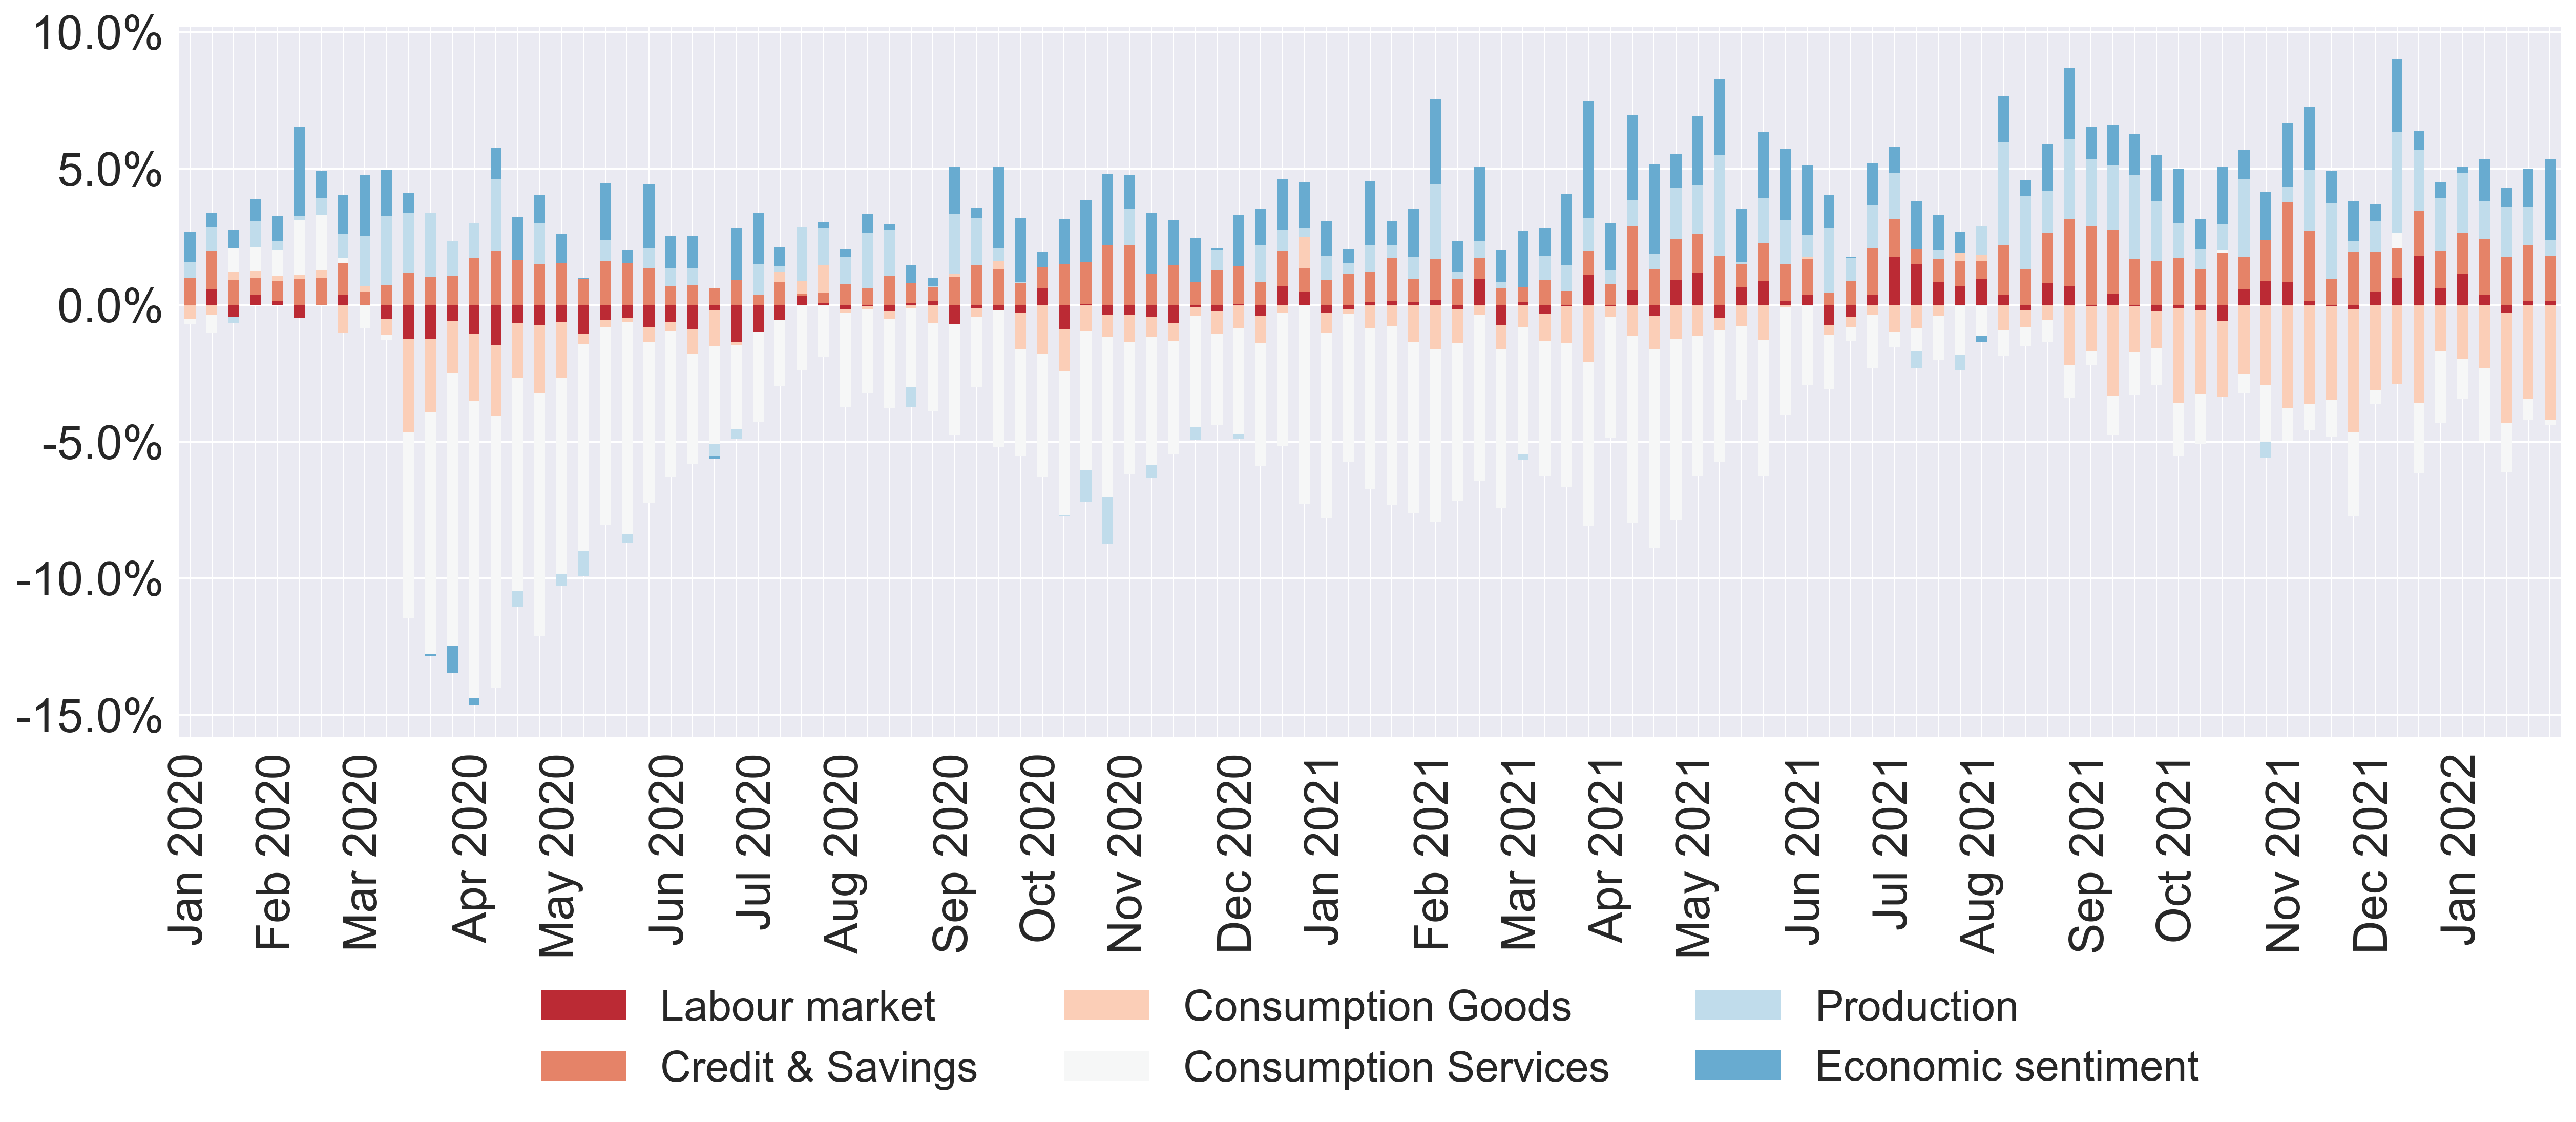 10.0%
5.0%
0.0%
-5.0%
-10.0%
-15.0%
Jan 2020
Feb 2020
Mar 2020
Apr 2020
May 2020
Jun 2020
Jul 2020
Aug 2020
Sep 2020
Oct 2020
Nov 2020
Dec 2020
Jan 2021
Feb 2021
Mar 2021
Apr 2021
May 2021
Jun 2021
Jul 2021
Aug 2021
Sep 2021
Oct 2021
Nov 2021
Dec 2021
Jan 2022
Labour market
Credit & Savings
Consumption Goods
Consumption Services
Production
Economic sentiment